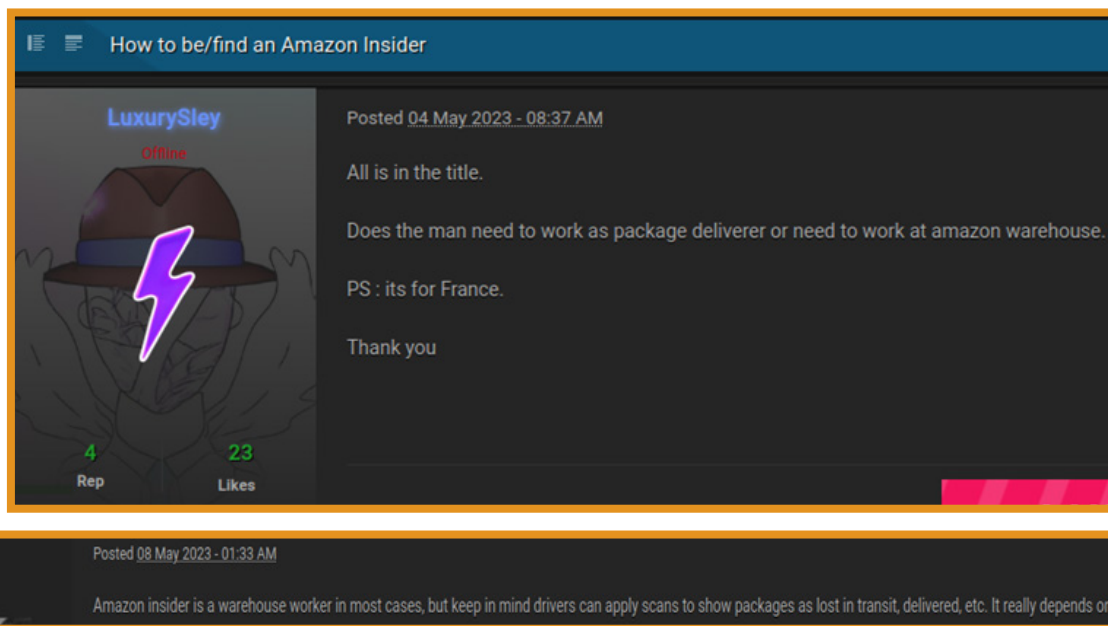 How to be/find an Amazon Insider
LuxurySley
Offline
Posted 04 May 2023 - 08:37 AM
All is in the title.
Does the man need to work as package deliverer or need to work at amazon warehouse.
PS : its for France.
Thank you
4
23
Rep
Likes
Posted 08 May 2023 - 01:33 AM
Amazon insider is a warehouse worker in most cases, but keep in mind drivers can apply scans to show packages as lost in transit, delivered, etc. It really depends on